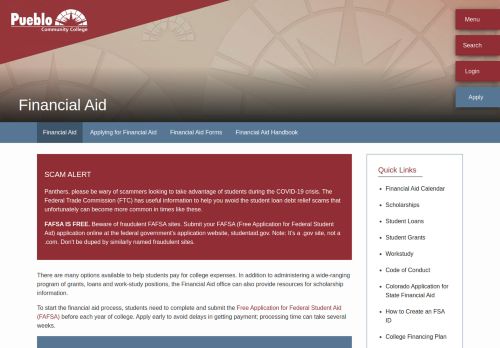 Pueblo
Community College
Menu
Search
Login
Apply
Financial Aid
Financial Aid
Applying for Financial Aid
Financial Aid Forms
Financial Aid Handbook
SCAM ALERT
Panthers, please be wary of scammers looking to take advantage of students during the COVID-19 crisis. The
Federal Trade Commission (FTC) has useful information to help you avoid the student loan debt relief scams that
unfortunately can become more common in times like these.
FAFSA IS FREE. Beware of fraudulent FAFSA sites. Submit your FAFSA (Free Application for Federal Student
Aid) application online at the federal government's application website, studentaid.gov. Note: It's a .gov site, not a
.com. Don't be duped by similarly named fraudulent sites.
There are many options available to help students pay for college expenses. In addition to administering a wide-ranging
program of grants, loans and work-study positions, the Financial Aid office can also provide resources for scholarship
information.
To start the financial aid process, students need to complete and submit the Free Application for Federal Student Aid
(FAFSA) before each year of college. Apply early to avoid delays in getting payment; processing time can take several
weeks.
Quick Links
Financial Aid Calendar
Scholarships
Student Loans
Student Grants
Workstudy
Code of Conduct
Colorado Application for
State Financial Aid
How to Create an FSA
ID
College Financing Plan